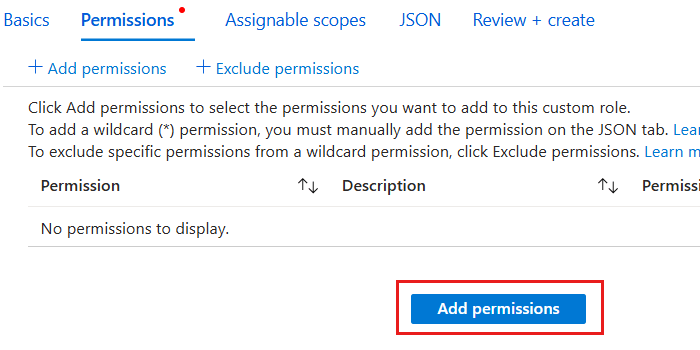 Basics Permissions Assignable scopes JSON Review + create
+ Add permissions + Exclude permissions
Click Add permissions to select the permissions you want to add to this custom role.
To add a wildcard (*) permission, you must manually add the permission on the JSON tab. Lear
To exclude specific permissions from a wildcard permission, click Exclude permissions. Learn m
Permission ↑↓ Description ↑↓ Permissi
No permissions to display.
Add permissions